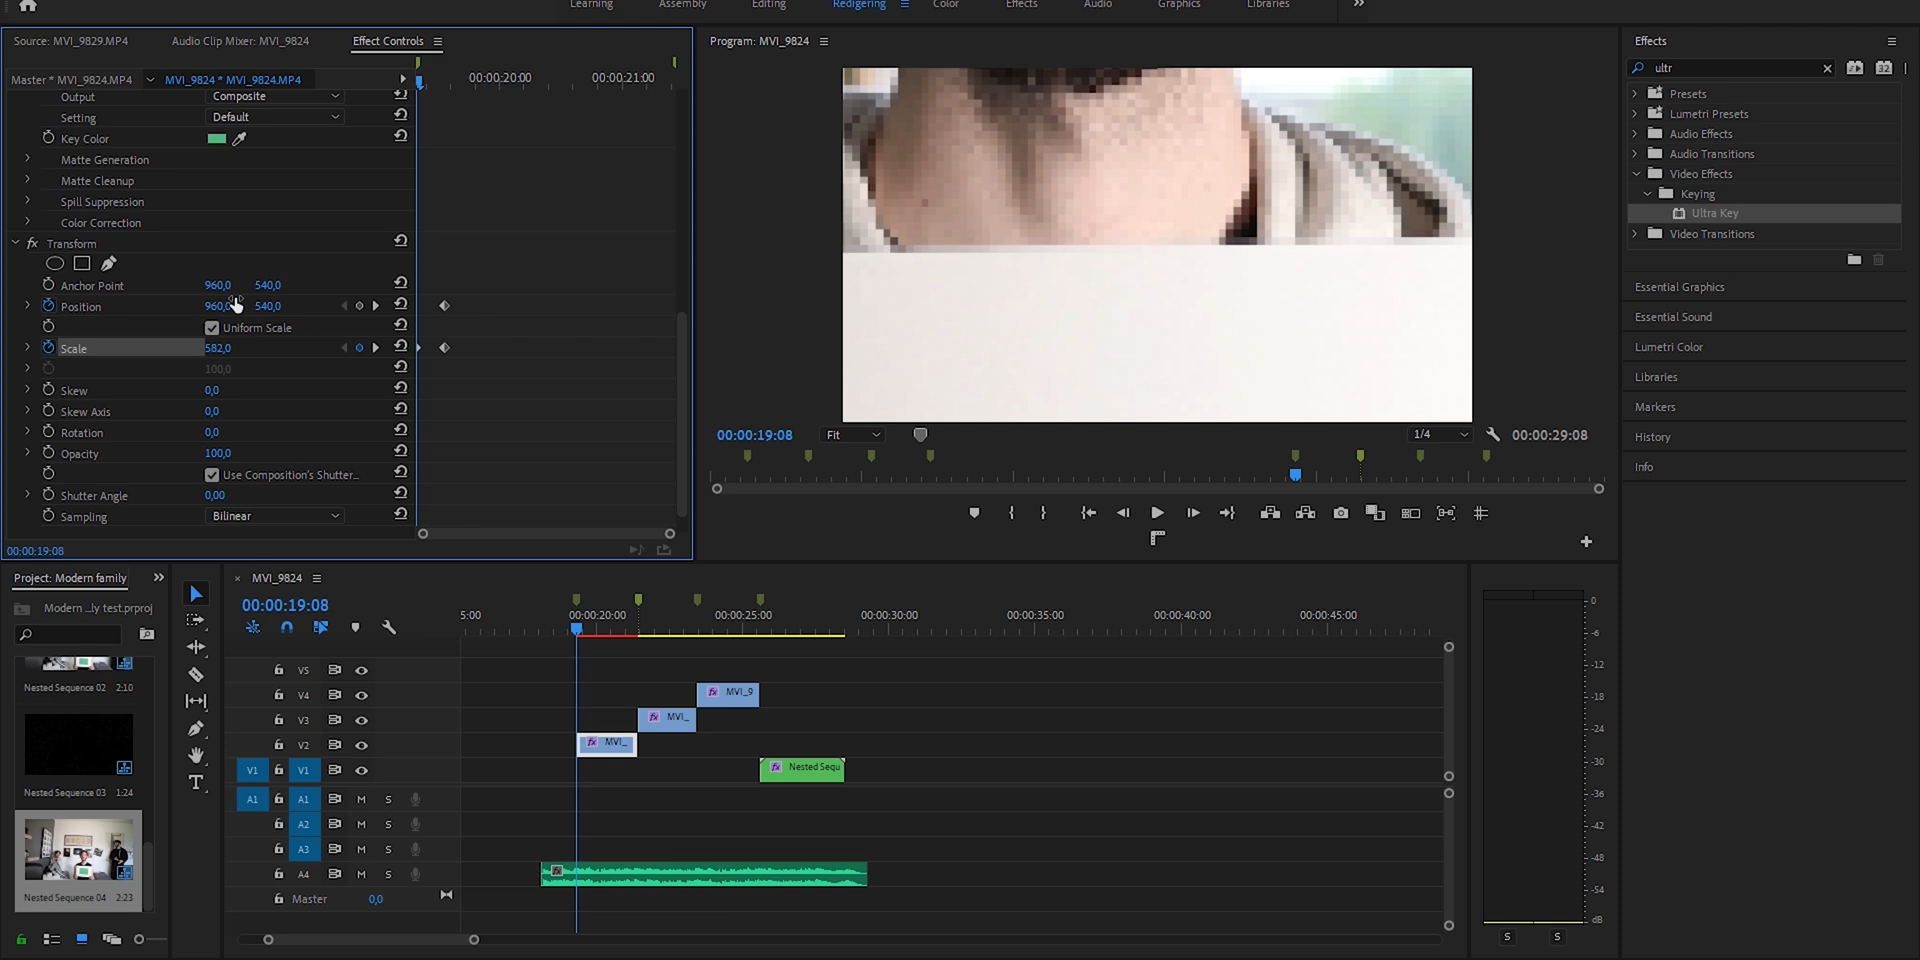 Learning Assembly Editing Redigering Color Effects Audio Graphics Libraries
Source: MVI_9829.MP4 Audio Clip Mixer: MVI_9824 Effect Controls
Master * MVI_9824.MP4 MVI_9824 * MVI_9824.MP4 00:00:20:00 00:00:21:00
Output Composite
Setting Default
Key Color
Matte Generation
Matte Cleanup
Spill Suppression
Color Correction
fx Transform
Anchor Point 960,0 540,0
Position 960,0 540,0
Uniform Scale
Scale 582,0
100,0
Skew 0,0
Skew Axis 0,0
Rotation 0,0
Opacity 100,0
Use Composition's Shutter...
Shutter Angle 0,00
Sampling Bilinear
00:00:19:08
Program: MVI_9824
00:00:19:08 Fit 1/4 00:00:29:08
Effects
ultr
32
Presets
Lumetri Presets
Audio Effects
Audio Transitions
Video Effects
Keying
Ultra Key
Video Transitions
Essential Graphics
Essential Sound
Lumetri Color
Libraries
Markers
History
Info
Project: Modern family
Modern ...ly test.prproj
Nested Sequence 02 2:10
Nested Sequence 03 1:24
Nested Sequence 04 2:23
MVI_9824
00:00:19:08
5:00 00:00:20:00 00:00:25:00 00:00:30:00 00:00:35:00 00:00:40:00 00:00:45:00
V5
V4 fx MVI_9
V3 fx MVI_
V2 fx MVI_
V1 V1 fx Nested Sequ
A1 A1 M S
A2 M S
A3 M S
A4 M S fx
Master 0,0
0
-6
-12
-18
-24
-30
-36
-42
-48
-54
dB
S S